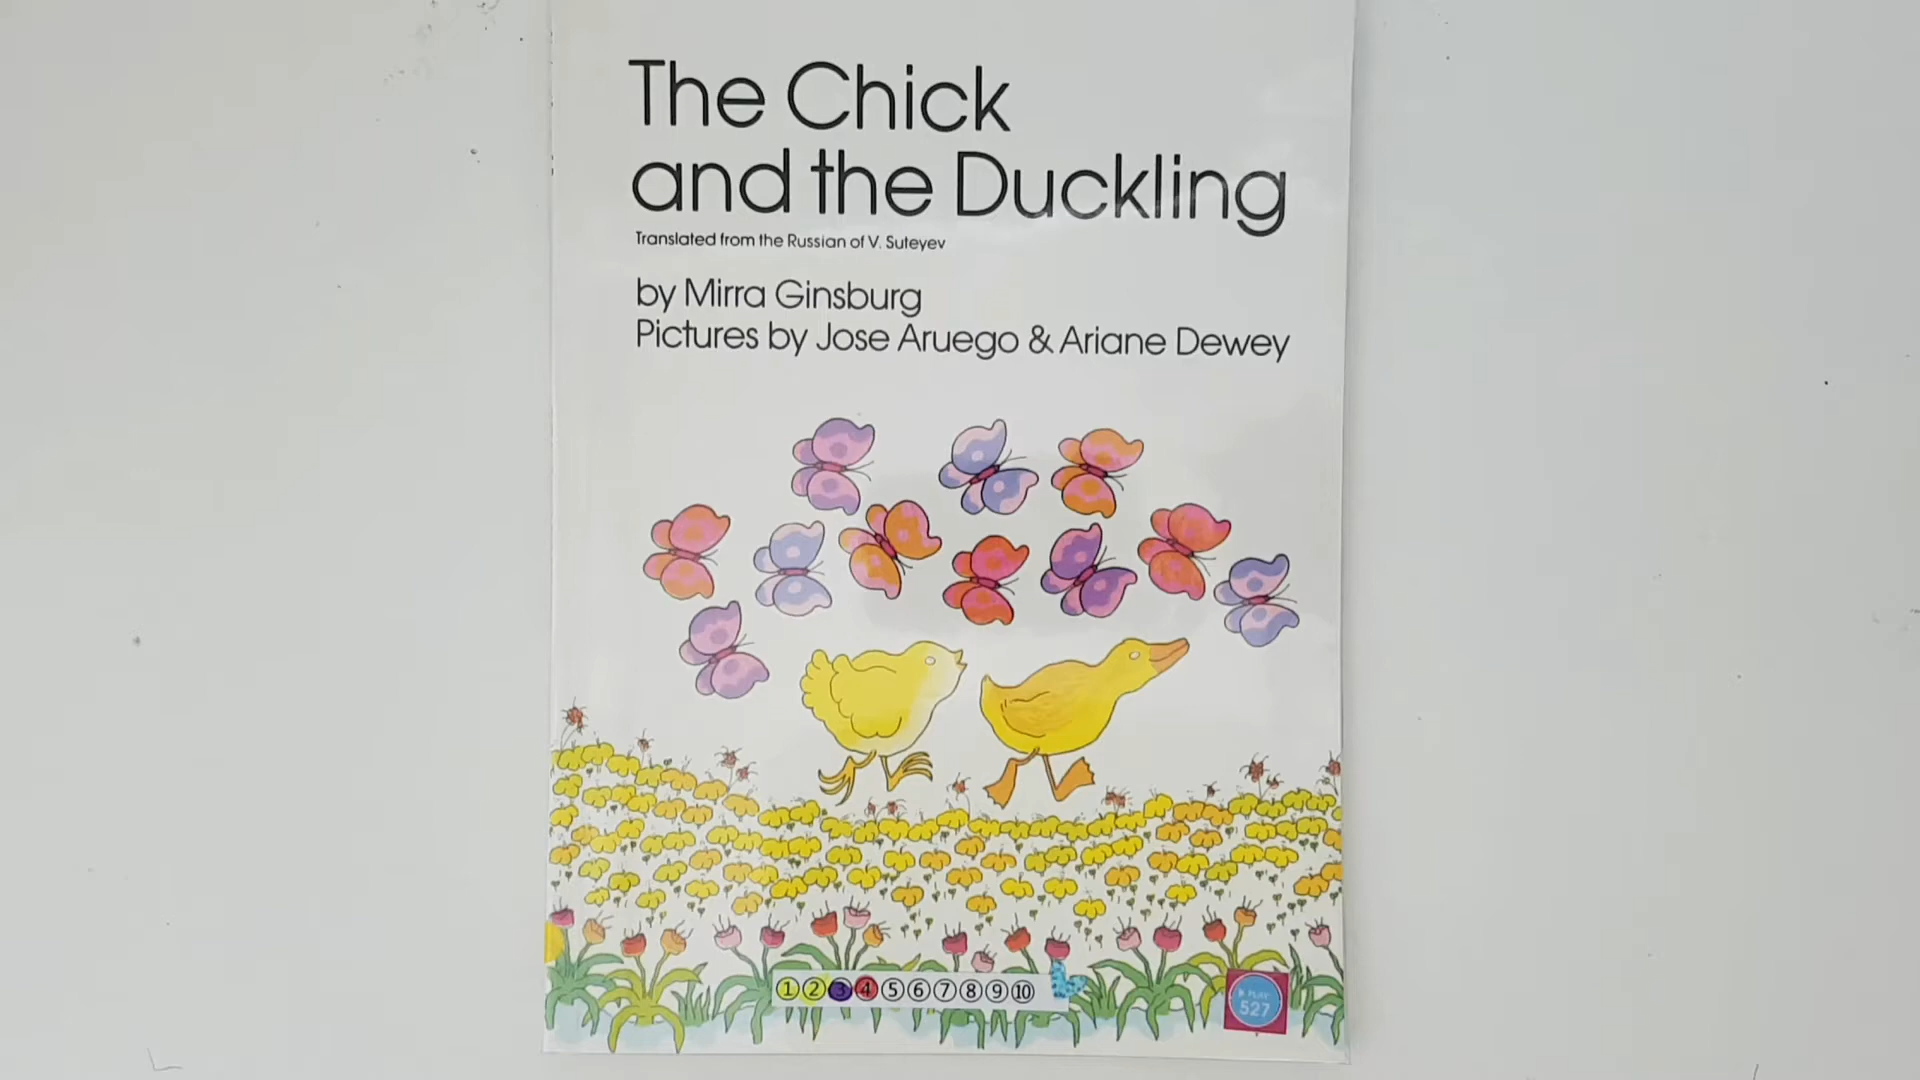 The Chick
and the Duckling
Translated from the Russian of V. Suteyev
by Mirra Ginsburg
Pictures by Jose Aruego & Ariane Dewey
1 2 3 4 5 6 7 8 9 10
PLAY
527